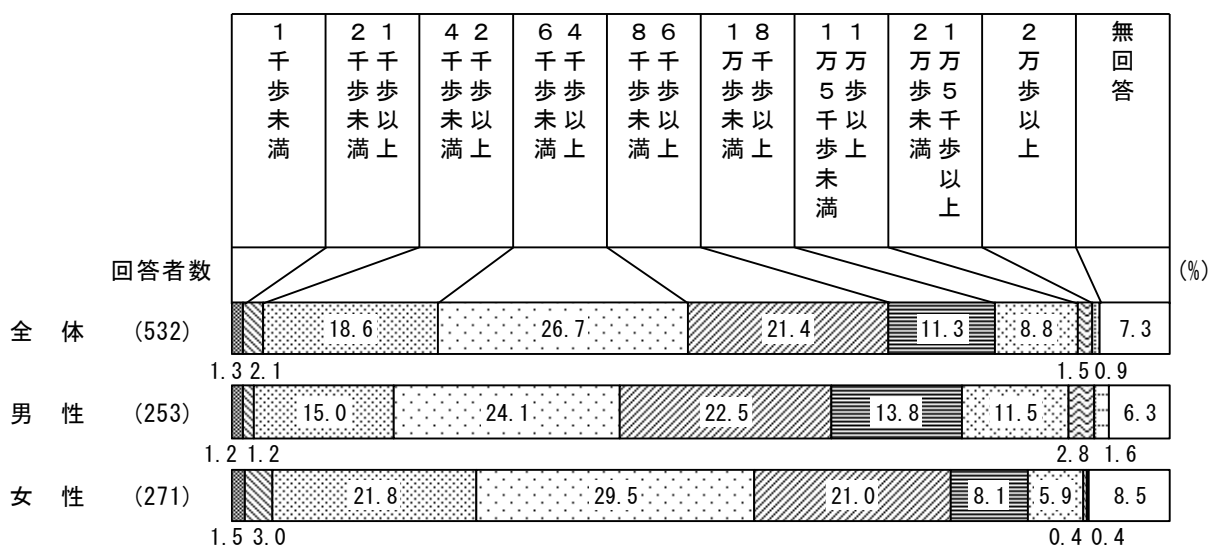 1千歩未満
1千歩以上
2千歩未満
2千歩以上
4千歩未満
4千歩以上
6千歩未満
6千歩以上
8千歩未満
8千歩以上
1万歩未満
1万歩以上
1万5千歩未満
1万5千歩以上
2万歩未満
2万歩以上
無回答
回答者数
(%)
全 体 (532) 18.6 26.7 21.4 11.3 8.8 7.3
1.3 2.1 1.5 0.9
男 性 (253) 15.0 24.1 22.5 13.8 11.5 6.3
1.2 1.2 2.8 1.6
女 性 (271) 21.8 29.5 21.0 8.1 5.9 8.5
1.5 3.0 0.4 0.4